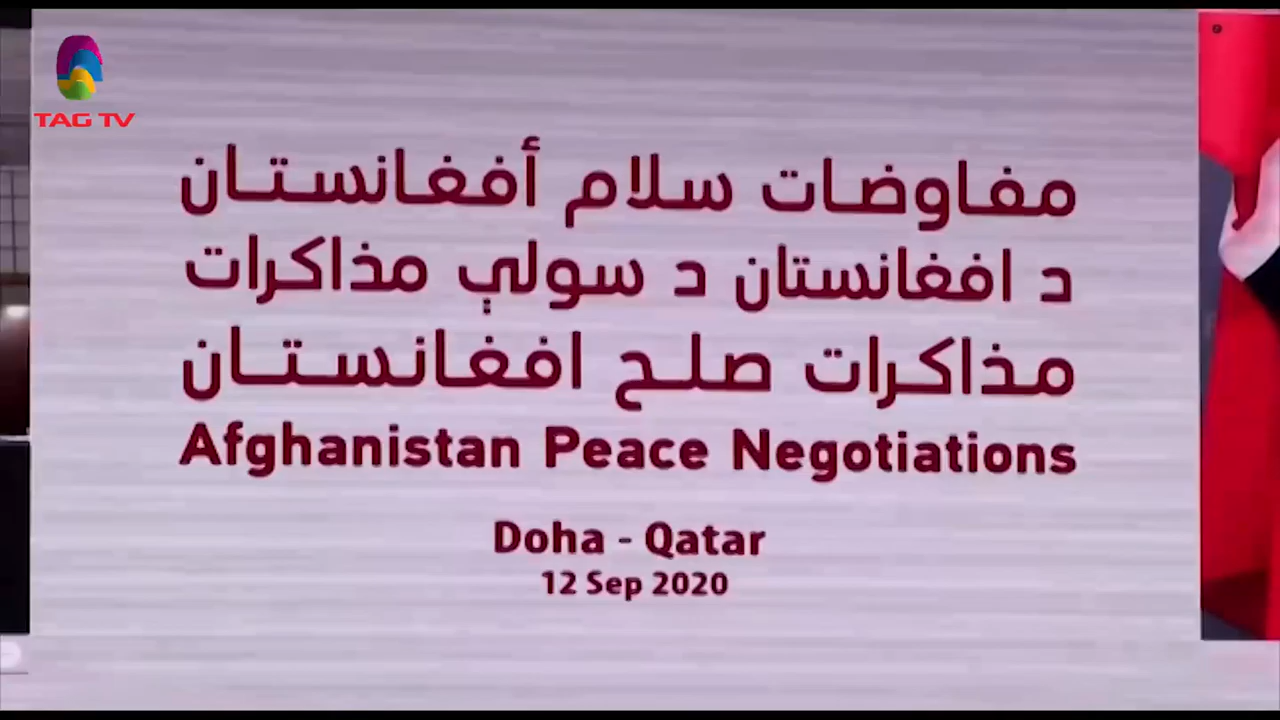 TAG TV
مفاوضات سلام أفغانستان
د افغانستان د سولې مذاکرات
مذاکرات صلح افغانستان
Afghanistan Peace Negotiations
Doha - Qatar
12 Sep 2020